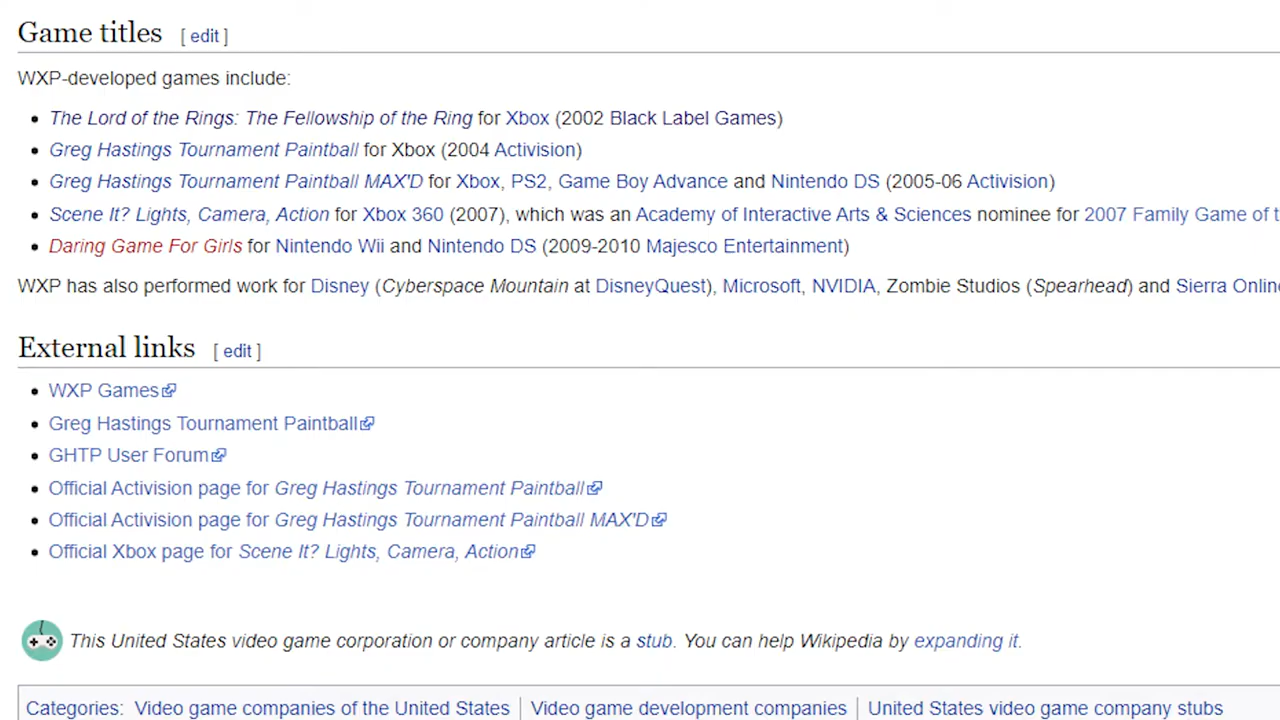 Game titles [ edit ]
WXP-developed games include:
The Lord of the Rings: The Fellowship of the Ring for Xbox (2002 Black Label Games)
Greg Hastings Tournament Paintball for Xbox (2004 Activision)
Greg Hastings Tournament Paintball MAX'D for Xbox, PS2, Game Boy Advance and Nintendo DS (2005-06 Activision)
Scene It? Lights, Camera, Action for Xbox 360 (2007), which was an Academy of Interactive Arts & Sciences nominee for 2007 Family Game of t
Daring Game For Girls for Nintendo Wii and Nintendo DS (2009-2010 Majesco Entertainment)
WXP has also performed work for Disney (Cyberspace Mountain at DisneyQuest), Microsoft, NVIDIA, Zombie Studios (Spearhead) and Sierra Onlin
External links [ edit ]
WXP Games
Greg Hastings Tournament Paintball
GHTP User Forum
Official Activision page for Greg Hastings Tournament Paintball
Official Activision page for Greg Hastings Tournament Paintball MAX'D
Official Xbox page for Scene It? Lights, Camera, Action
This United States video game corporation or company article is a stub. You can help Wikipedia by expanding it.
Categories: Video game companies of the United States | Video game development companies | United States video game company stubs